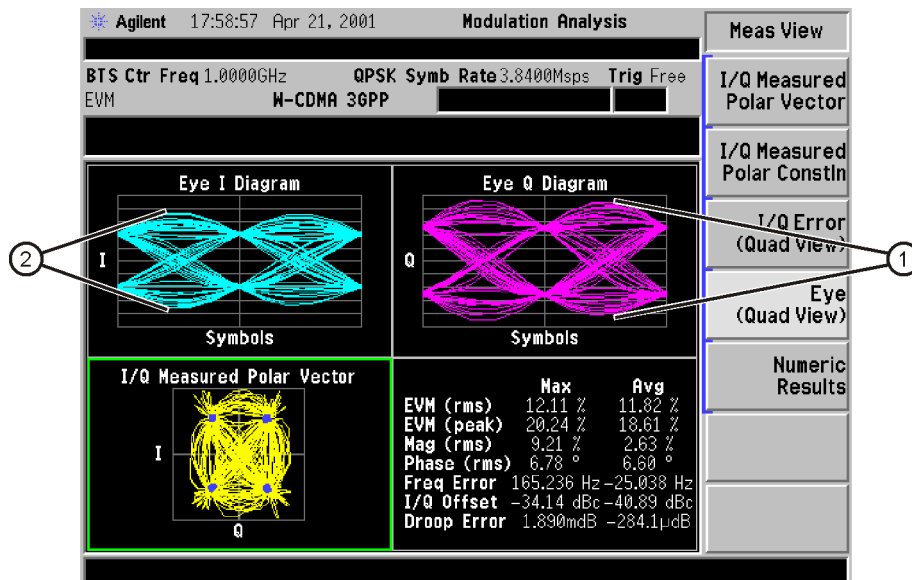 Agilent 17:58:57 Apr 21, 2001 Modulation Analysis
Meas View
BTS Ctr Freq 1.0000GHz QPSK Symb Rate 3.8400Msps Trig Free
EVM W-CDMA 3GPP
I/Q Measured
Polar Vector
I/Q Measured
Polar Constln
I/Q Error
(Quad View)
Eye
(Quad View)
Numeric
Results
Eye I Diagram
I
Symbols
2
Eye Q Diagram
Q
Symbols
1
I/Q Measured Polar Vector
I
Q
Max Avg
EVM (rms) 12.11 % 11.82 %
EVM (peak) 20.24 % 18.61 %
Mag (rms) 9.21 % 2.63 %
Phase (rms) 6.78 ° 6.60 °
Freq Error 165.236 Hz -25.038 Hz
I/Q Offset -34.14 dBc -40.89 dBc
Droop Error 1.890mdB -284.1µdB